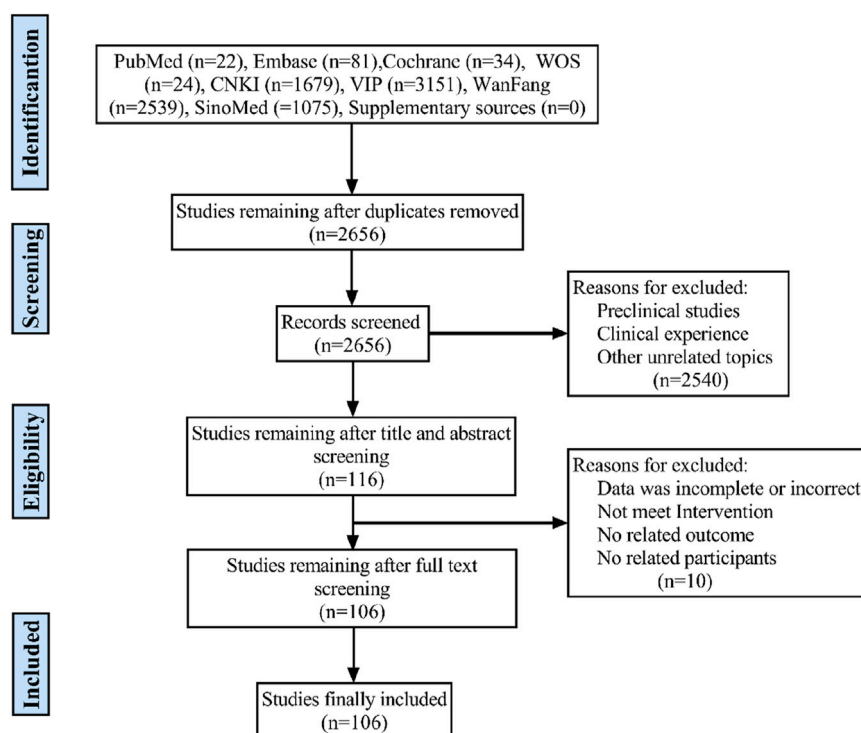 Identificantion
PubMed (n=22), Embase (n=81),Cochrane (n=34), WOS
(n=24), CNKI (n=1679), VIP (n=3151), WanFang
(n=2539), SinoMed (=1075), Supplementary sources (n=0)
Studies remaining after duplicates removed
(n=2656)
Screening
Records screened
(n=2656)
Reasons for excluded:
Preclinical studies
Clinical experience
Other unrelated topics
(n=2540)
Eligibility
Studies remaining after title and abstract
screening
(n=116)
Reasons for excluded:
Data was incomplete or incorrect
Not meet Intervention
No related outcome
No related participants
(n=10)
Studies remaining after full text
screening
(n=106)
Included
Studies finally included
(n=106)